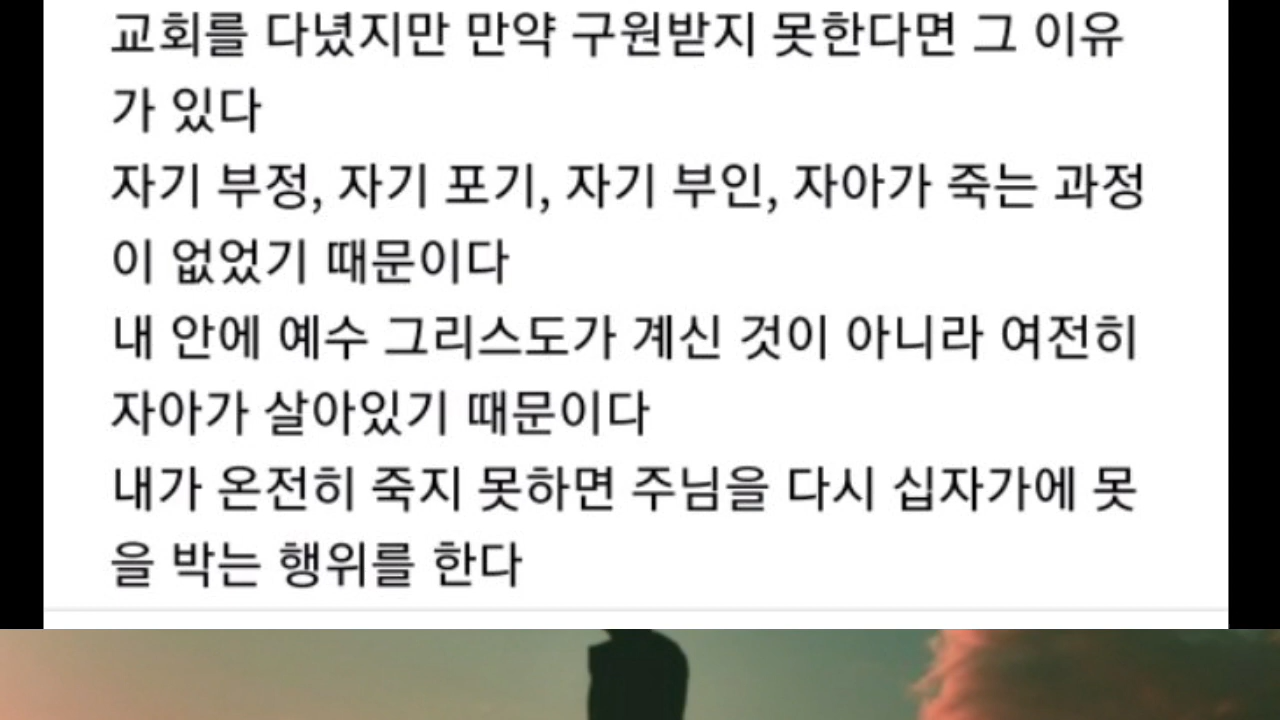 교회를 다녔지만 만약 구원받지 못한다면 그 이유
가 있다
자기 부정, 자기 포기, 자기 부인, 자아가 죽는 과정
이 없었기 때문이다
내 안에 예수 그리스도가 계신 것이 아니라 여전히
자아가 살아있기 때문이다
내가 온전히 죽지 못하면 주님을 다시 십자가에 못
을 박는 행위를 한다